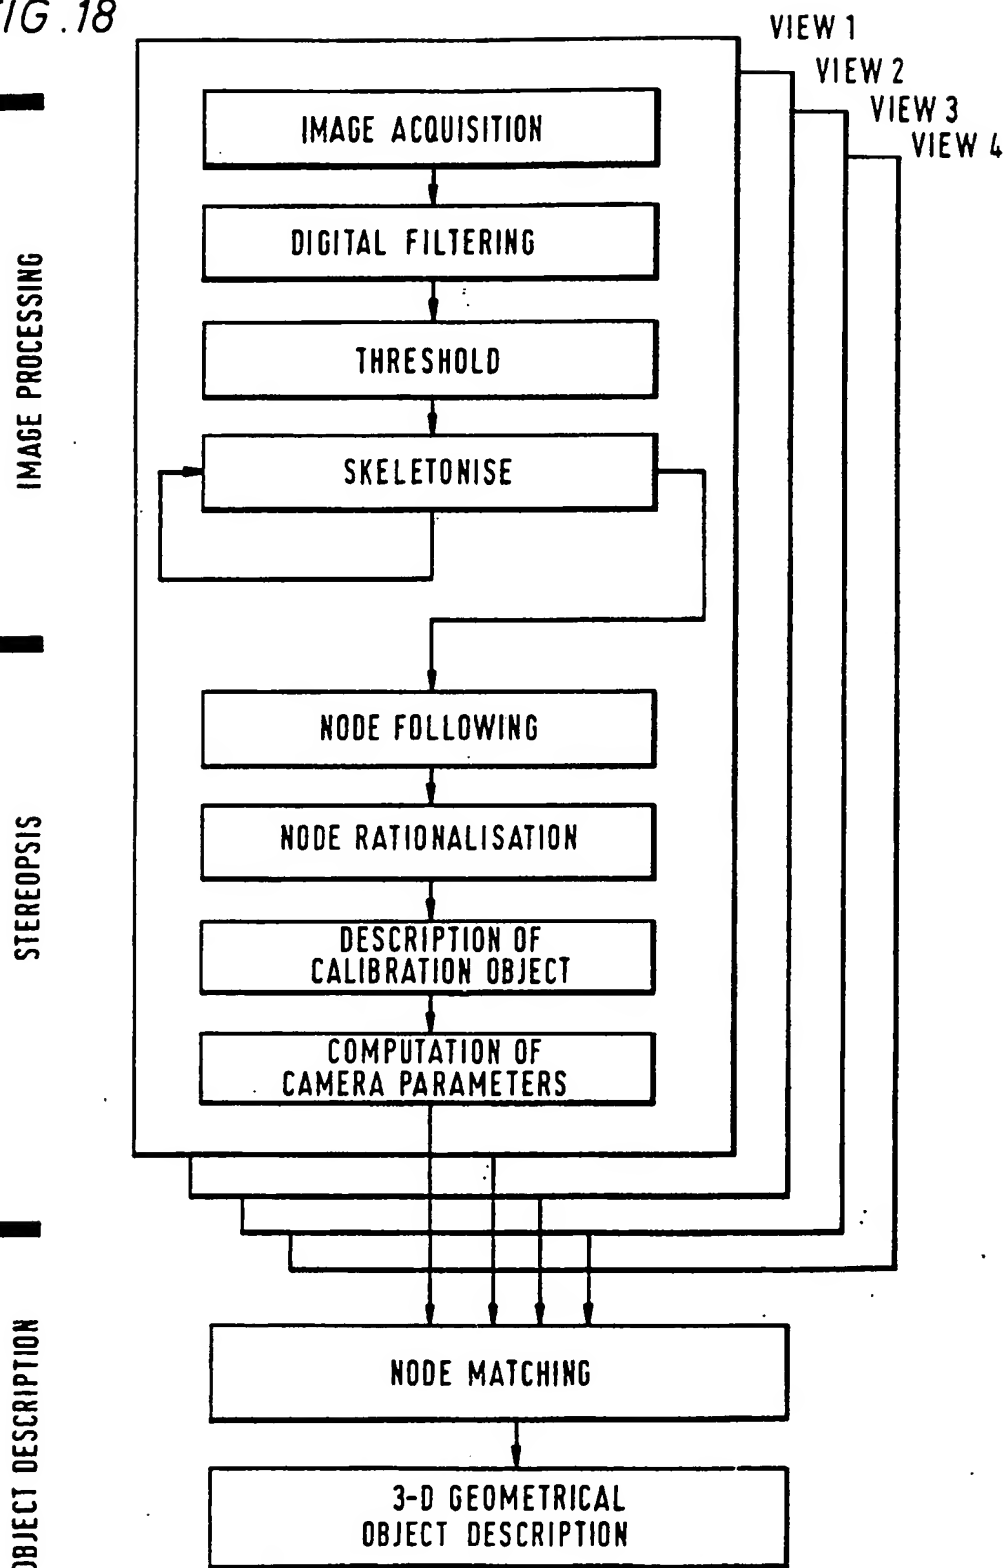 FIG.18
VIEW 1
VIEW 2
VIEW 3
VIEW 4
IMAGE PROCESSING
IMAGE ACQUISITION
DIGITAL FILTERING
THRESHOLD
SKELETONISE
STEREOPSIS
NODE FOLLOWING
NODE RATIONALISATION
DESCRIPTION OF
CALIBRATION OBJECT
COMPUTATION OF
CAMERA PARAMETERS
OBJECT DESCRIPTION
NODE MATCHING
3-D GEOMETRICAL
OBJECT DESCRIPTION